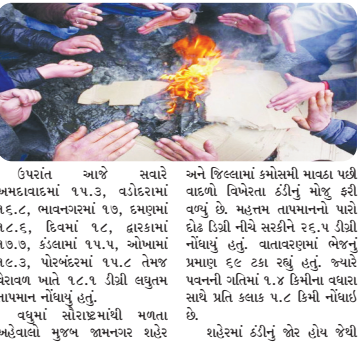 ઉપરાંત આજે સવારે
અમદાવાદમાં ૧૫.૩, વડોદરામાં
૧૬.૮, ભાવનગરમાં ૧૭, દમણમાં
૧૮.૬, દિવમાં ૧૮, દ્વારકામાં
૧૭.૭, કંડલામાં ૧૫.૫, ઓખામાં
૧૯.૩, પોરબંદરમાં ૧૫.૮ તેમજ
વેરાવળ ખાતે ૧૮.૧ ડીગ્રી લઘુતમ
તાપમાન નોંધાયું હતું.
વધુમાં સૌરાષ્ટ્રમાંથી મળતા
અહેવાલો મુજબ જામનગર શહેર
અને જિલ્લામાં કમોસમી માવઠા પછી
વાદળો વિખેરતા ઠંડીનું મોજુ ફરી
વળ્યું છે. મહત્તમ તાપમાનનો પારો
દોઢ ડિગ્રી નીચે સરકીને ૨૬.૫ ડીગ્રી
નોંધાયું હતું. વાતાવરણમાં ભેજનું
પ્રમાણ ૬૯ ટકા રહ્યું હતું. જ્યારે
પવનની ગતિમાં ૧.૪ કિમીના વધારા
સાથે પ્રતિ કલાક ૫.૮ કિમી નોંધાઇ
છે.
શહેરમાં ઠંડીનું જોર હોય જેથી